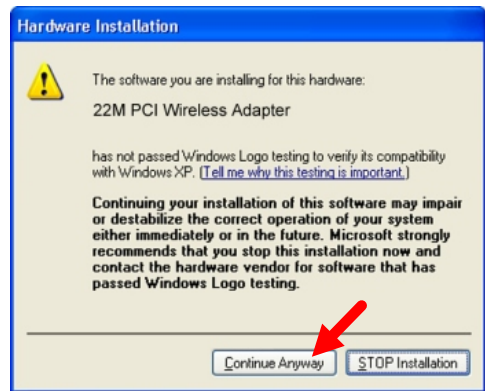 Hardware Installation
The software you are installing for this hardware:
22M PCI Wireless Adapter
has not passed Windows Logo testing to verify its compatibility
with Windows XP. (Tell me why this testing is important.)
Continuing your installation of this software may impair
or destabilize the correct operation of your system
either immediately or in the future. Microsoft strongly
recommends that you stop this installation now and
contact the hardware vendor for software that has
passed Windows Logo testing.
Continue Anyway
STOP Installation